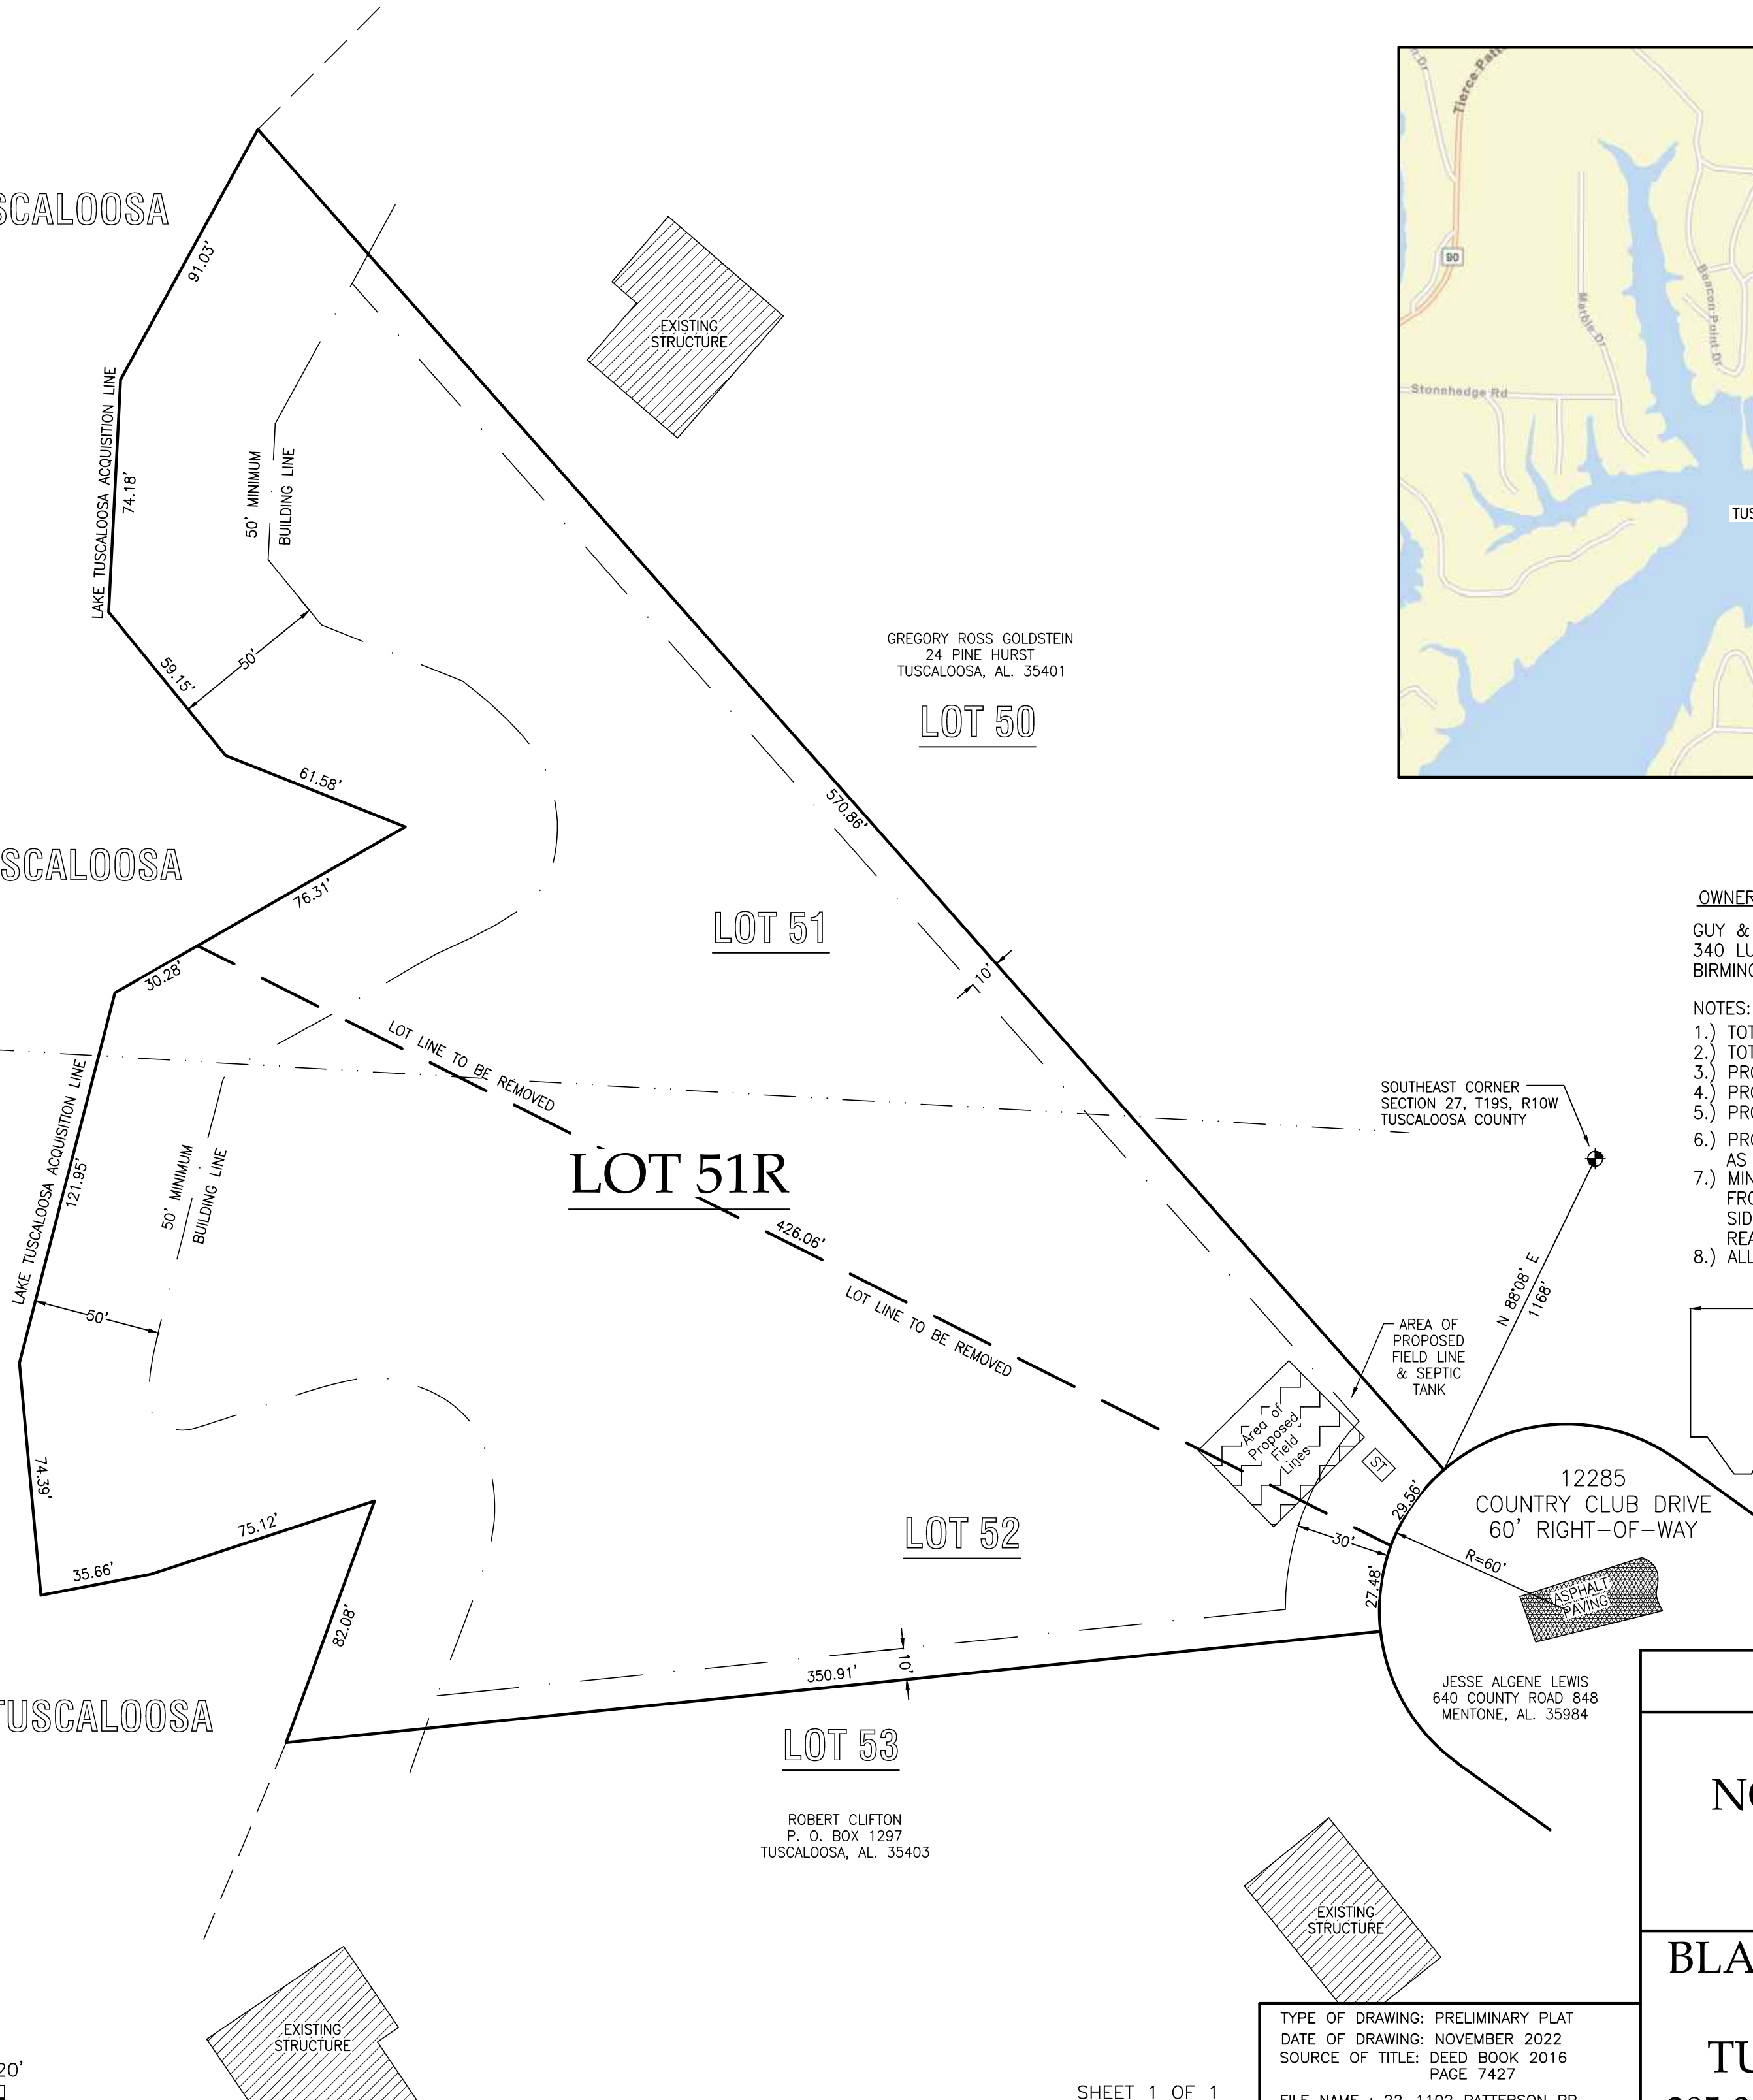 SCALOOSA
91.03'
LAKE TUSCALOOSA ACQUISITION LINE
74.18'
50' MINIMUM
BUILDING LINE
EXISTING
STRUCTURE
50'
59.15'
61.58'
SCALOOSA
76.31'
30.28'
GREGORY ROSS GOLDSTEIN
24 PINE HURST
TUSCALOOSA, AL. 35401
LOT 50
570.86'
LOT 51
10'
LOT LINE TO BE REMOVED
LAKE TUSCALOOSA ACQUISITION LINE
121.95'
50' MINIMUM
BUILDING LINE
50'
LOT 51R
426.06'
LOT LINE TO BE REMOVED
74.39'
35.66'
75.12'
82.08'
TUSCALOOSA
LOT 52
350.91'
10'
LOT 53
ROBERT CLIFTON
P. O. BOX 1297
TUSCALOOSA, AL. 35403
EXISTING
STRUCTURE
20'
Tierce Patt
90
Marble Dr
Beacon Point Dr
Stonehedge Rd
TUS
OWNER
GUY &
340 LU
BIRMING
NOTES:
1.) TOT
2.) TOT
3.) PRO
4.) PRO
5.) PRO
6.) PRO
AS
7.) MIN
FRO
SID
REA
8.) ALL
SOUTHEAST CORNER
SECTION 27, T19S, R10W
TUSCALOOSA COUNTY
N 88°08' E
1168'
AREA OF
PROPOSED
FIELD LINE
& SEPTIC
TANK
Area of
Proposed
Field
Lines
ST
29.56'
30'
27.48'
12285
COUNTRY CLUB DRIVE
60' RIGHT-OF-WAY
R=60'
ASPHALT
PAVING
JESSE ALGENE LEWIS
640 COUNTY ROAD 848
MENTONE, AL. 35984
EXISTING
STRUCTURE
NO
BLA
TU
TYPE OF DRAWING: PRELIMINARY PLAT
DATE OF DRAWING: NOVEMBER 2022
SOURCE OF TITLE: DEED BOOK 2016
PAGE 7427
SHEET 1 OF 1